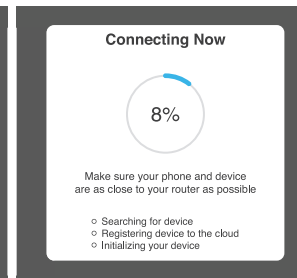 Connecting Now
8%
Make sure your phone and device
are as close to your router as possible
Searching for device
Registering device to the cloud
Initializing your device